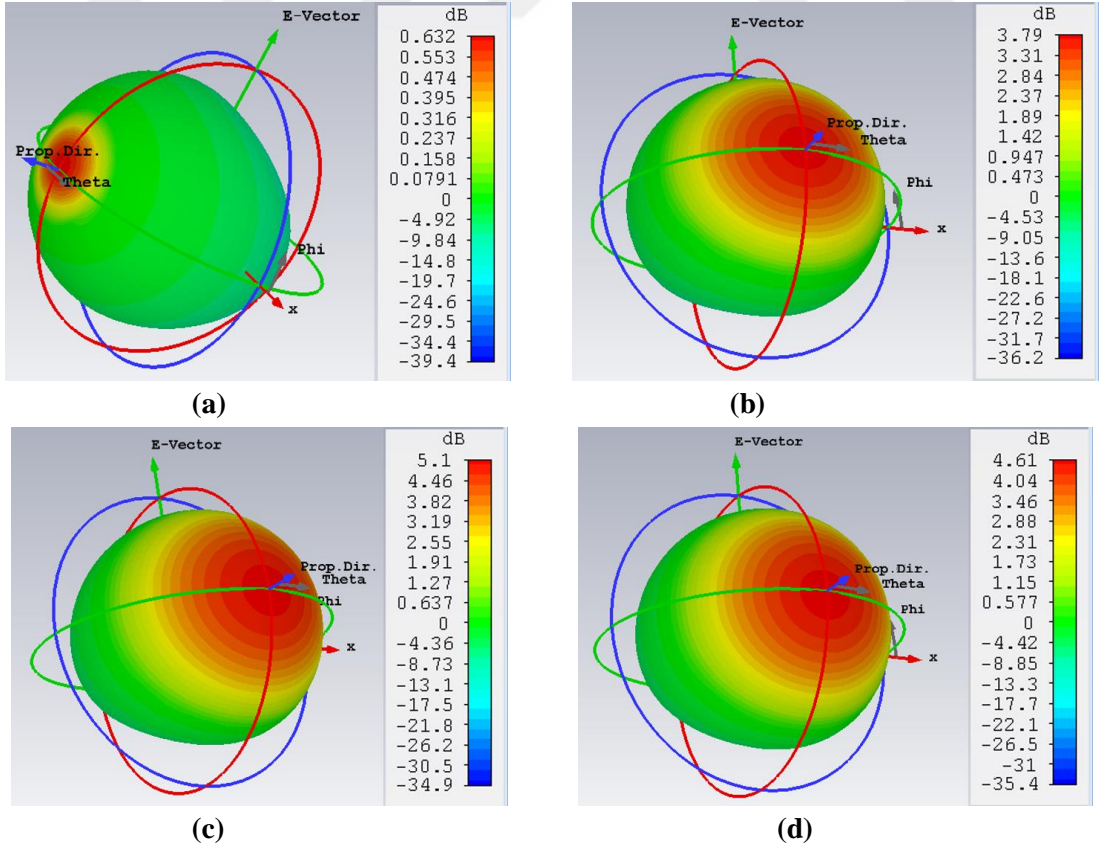 E-Vector
Prop.Dir.
Theta
Phi
x
dB
0.632
0.553
0.474
0.395
0.316
0.237
0.158
0.0791
0
-4.92
-9.84
-14.8
-19.7
-24.6
-29.5
-34.4
-39.4
(a)
E-Vector
Prop.Dir.
Theta
Phi
x
dB
3.79
3.31
2.84
2.37
1.89
1.42
0.947
0.473
0
-4.53
-9.05
-13.6
-18.1
-22.6
-27.2
-31.7
-36.2
(b)
E-Vector
Prop.Dir.
Theta
Phi
x
dB
5.1
4.46
3.82
3.19
2.55
1.91
1.27
0.637
0
-4.36
-8.73
-13.1
-17.5
-21.8
-26.2
-30.5
-34.9
(c)
E-Vector
Prop.Dir.
Theta
Phi
x
dB
4.61
4.04
3.46
2.88
2.31
1.73
1.15
0.577
0
-4.42
-8.85
-13.3
-17.7
-22.1
-26.5
-31
-35.4
(d)